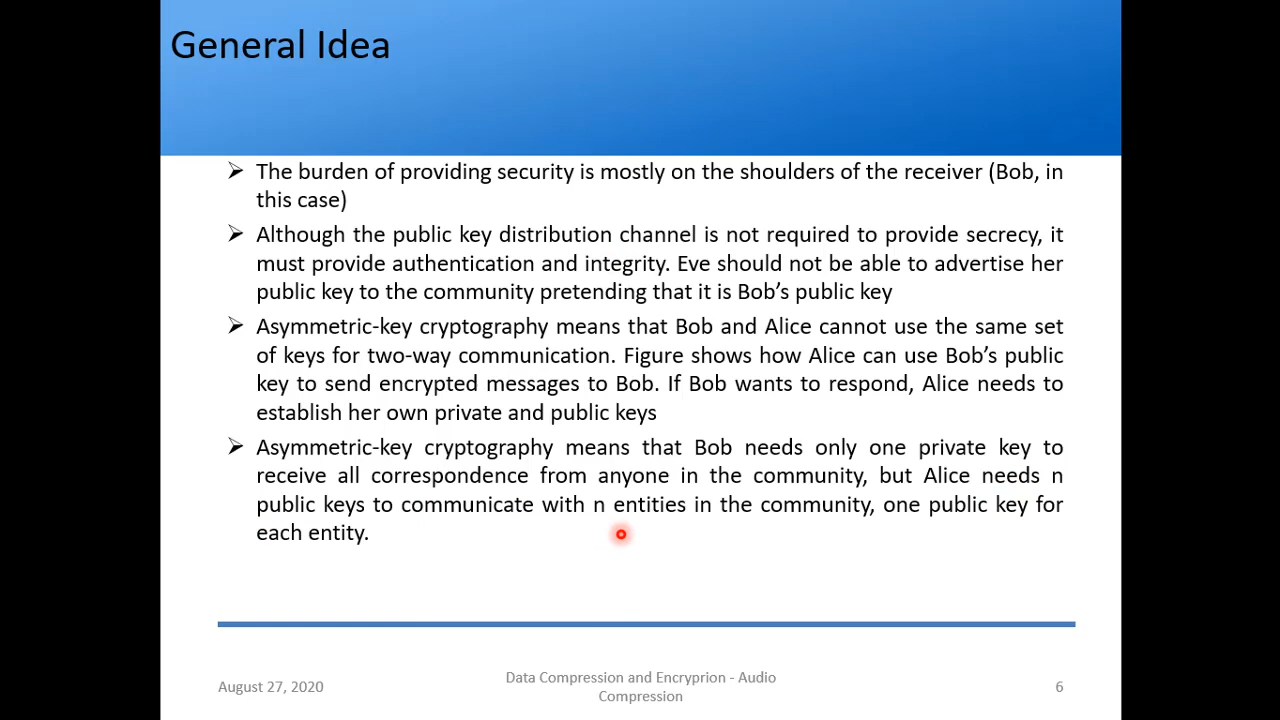 General Idea
The burden of providing security is mostly on the shoulders of the receiver (Bob, in
this case)
Although the public key distribution channel is not required to provide secrecy, it
must provide authentication and integrity. Eve should not be able to advertise her
public key to the community pretending that it is Bob’s public key
Asymmetric-key cryptography means that Bob and Alice cannot use the same set
of keys for two-way communication. Figure shows how Alice can use Bob’s public
key to send encrypted messages to Bob. If Bob wants to respond, Alice needs to
establish her own private and public keys
Asymmetric-key cryptography means that Bob needs only one private key to
receive all correspondence from anyone in the community, but Alice needs n
public keys to communicate with n entities in the community, one public key for
each entity.
August 27, 2020
Data Compression and Encryprion - Audio
Compression
6